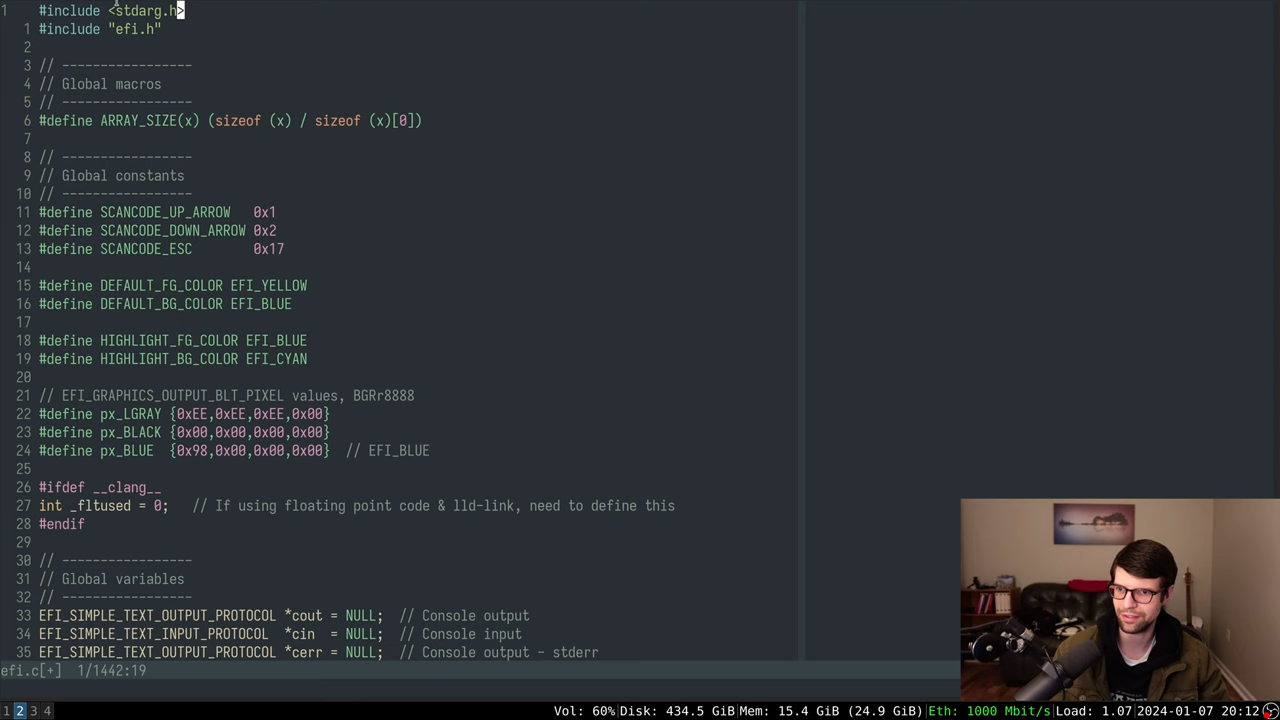 1    #include <stdarg.h>
   1 #include "efi.h"
   2
   3 // -----------------
   4 // Global macros
   5 // -----------------
   6 #define ARRAY_SIZE(x) (sizeof (x) / sizeof (x)[0])
   7
   8 // -----------------
   9 // Global constants
  10 // -----------------
  11 #define SCANCODE_UP_ARROW   0x1
  12 #define SCANCODE_DOWN_ARROW 0x2
  13 #define SCANCODE_ESC        0x17
  14
  15 #define DEFAULT_FG_COLOR EFI_YELLOW
  16 #define DEFAULT_BG_COLOR EFI_BLUE
  17
  18 #define HIGHLIGHT_FG_COLOR EFI_BLUE
  19 #define HIGHLIGHT_BG_COLOR EFI_CYAN
  20
  21 // EFI_GRAPHICS_OUTPUT_BLT_PIXEL values, BGRr8888
  22 #define px_LGRAY {0xEE,0xEE,0xEE,0x00}
  23 #define px_BLACK {0x00,0x00,0x00,0x00}
  24 #define px_BLUE  {0x98,0x00,0x00,0x00}  // EFI_BLUE
  25
  26 #ifdef __clang__
  27 int _fltused = 0;   // If using floating point code & lld-link, need to define this
  28 #endif
  29
  30 // -----------------
  31 // Global variables
  32 // -----------------
  33 EFI_SIMPLE_TEXT_OUTPUT_PROTOCOL *cout = NULL;  // Console output
  34 EFI_SIMPLE_TEXT_INPUT_PROTOCOL  *cin  = NULL;  // Console input
  35 EFI_SIMPLE_TEXT_OUTPUT_PROTOCOL *cerr = NULL;  // Console output - stderr
efi.c[+]  1/1442:19
1 2 3 4 Vol: 60%|Disk: 434.5 GiB|Mem: 15.4 GiB (24.9 GiB)|Eth: 1000 Mbit/s|Load: 1.07|2024-01-07 20:12